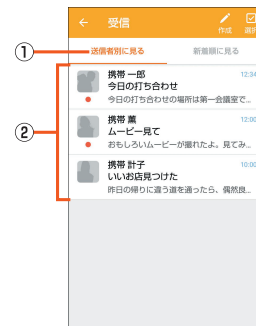 ← 受信 作成 選択
① 送信者別に見る 新着順に見る
②
携帯 一郎 12:34
今日の打ち合わせ
今日の打ち合わせの場所は第一会議室で...
携帯 薫 12:00
ムービー見て
おもしろいムービーが撮れたよ。見てみ...
携帯 計子 10:00
いいお店見つけた
昨日の帰りに違う道を通ったら、偶然良...